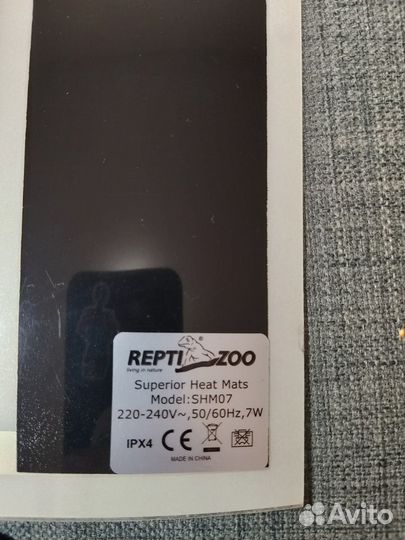 REPTI ZOO
living in nature
Superior Heat Mats
Model:SHM07
220-240V~,50/60Hz,7W
IPX4 CE
MADE IN CHINA
Avito